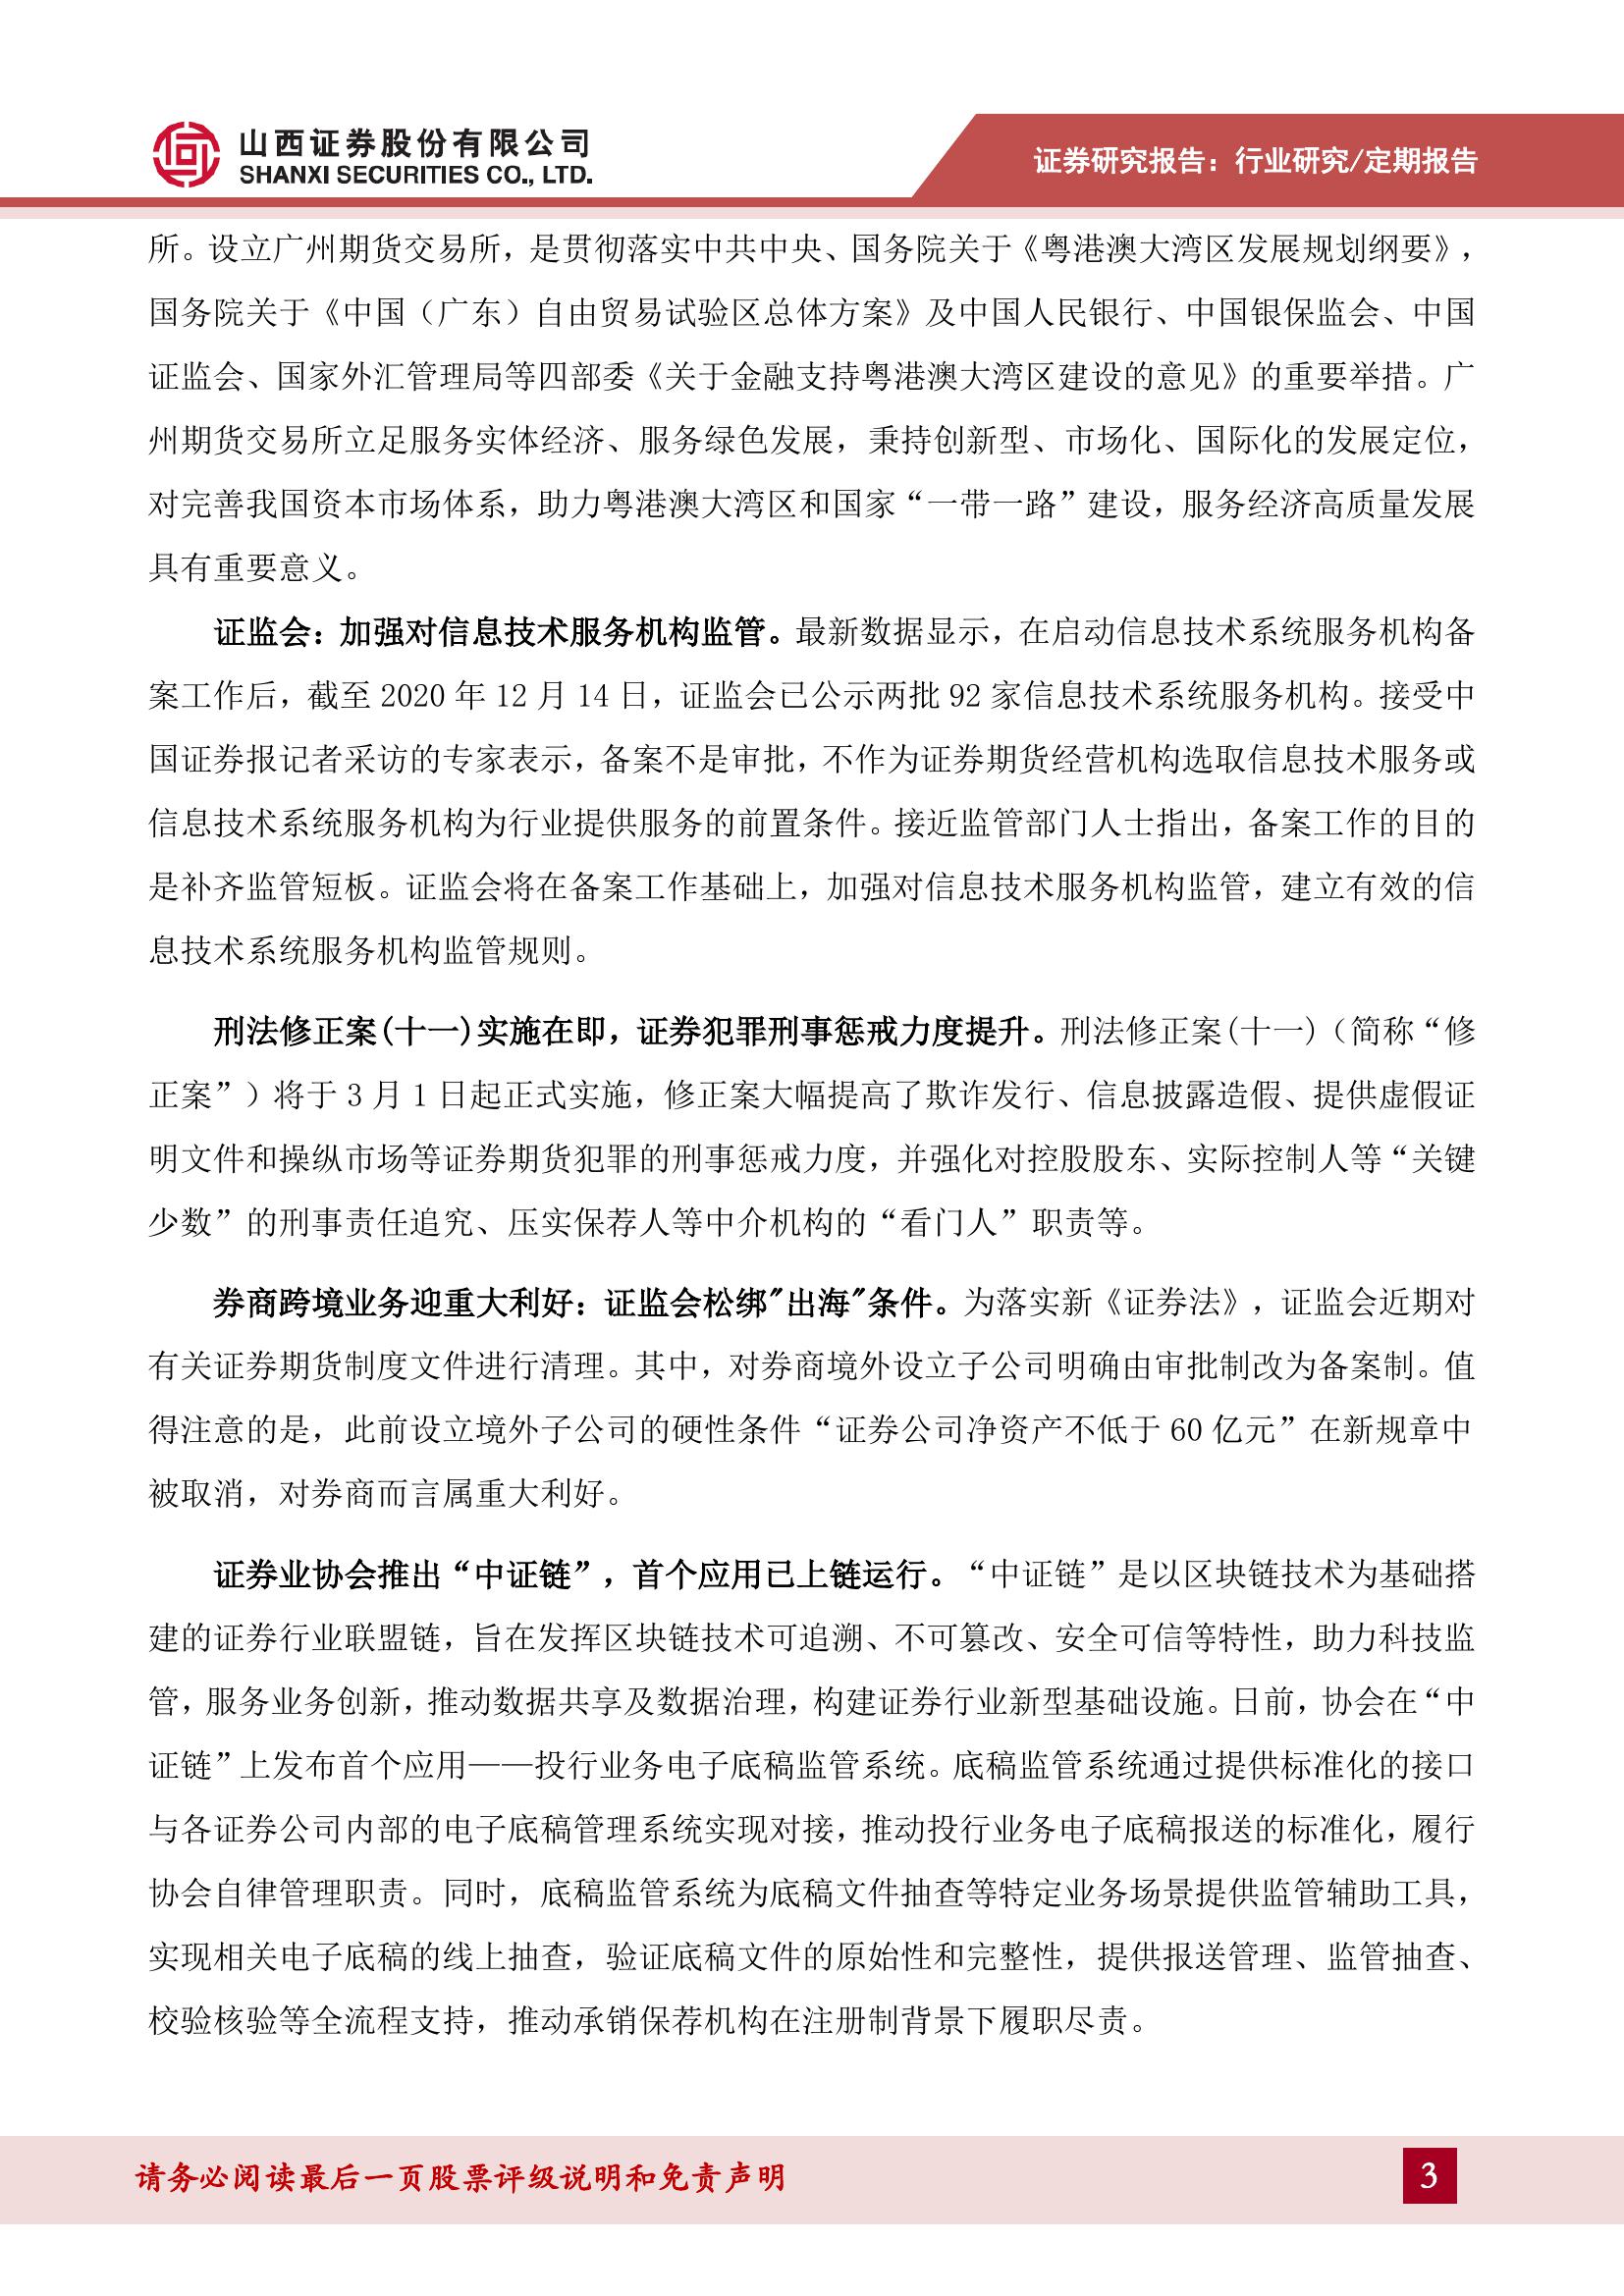 山西证券股份有限公司
SHANXI SECURITIES CO., LTD.
证券研究报告：行业研究/定期报告
所。设立广州期货交易所，是贯彻落实中共中央、国务院关于《粤港澳大湾区发展规划纲要》，
国务院关于《中国（广东）自由贸易试验区总体方案》及中国人民银行、中国银保监会、中国
证监会、国家外汇管理局等四部委《关于金融支持粤港澳大湾区建设的意见》的重要举措。广
州期货交易所立足服务实体经济、服务绿色发展，秉持创新型、市场化、国际化的发展定位，
对完善我国资本市场体系，助力粤港澳大湾区和国家“一带一路”建设，服务经济高质量发展
具有重要意义。
证监会：加强对信息技术服务机构监管。最新数据显示，在启动信息技术系统服务机构备
案工作后，截至 2020 年 12 月 14 日，证监会已公示两批 92 家信息技术系统服务机构。接受中
国证券报记者采访的专家表示，备案不是审批，不作为证券期货经营机构选取信息技术服务或
信息技术系统服务机构为行业提供服务的前置条件。接近监管部门人士指出，备案工作的目的
是补齐监管短板。证监会将在备案工作基础上，加强对信息技术服务机构监管，建立有效的信
息技术系统服务机构监管规则。
刑法修正案(十一)实施在即，证券犯罪刑事惩戒力度提升。刑法修正案(十一)（简称“修
正案”）将于 3 月 1 日起正式实施，修正案大幅提高了欺诈发行、信息披露造假、提供虚假证
明文件和操纵市场等证券期货犯罪的刑事惩戒力度，并强化对控股股东、实际控制人等“关键
少数”的刑事责任追究、压实保荐人等中介机构的“看门人”职责等。
券商跨境业务迎重大利好：证监会松绑"出海"条件。为落实新《证券法》，证监会近期对
有关证券期货制度文件进行清理。其中，对券商境外设立子公司明确由审批制改为备案制。值
得注意的是，此前设立境外子公司的硬性条件“证券公司净资产不低于 60 亿元”在新规章中
被取消，对券商而言属重大利好。
证券业协会推出“中证链”，首个应用已上链运行。“中证链”是以区块链技术为基础搭
建的证券行业联盟链，旨在发挥区块链技术可追溯、不可篡改、安全可信等特性，助力科技监
管，服务业务创新，推动数据共享及数据治理，构建证券行业新型基础设施。日前，协会在“中
证链”上发布首个应用——投行业务电子底稿监管系统。底稿监管系统通过提供标准化的接口
与各证券公司内部的电子底稿管理系统实现对接，推动投行业务电子底稿报送的标准化，履行
协会自律管理职责。同时，底稿监管系统为底稿文件抽查等特定业务场景提供监管辅助工具，
实现相关电子底稿的线上抽查，验证底稿文件的原始性和完整性，提供报送管理、监管抽查、
校验核验等全流程支持，推动承销保荐机构在注册制背景下履职尽责。
请务必阅读最后一页股票评级说明和免责声明
3